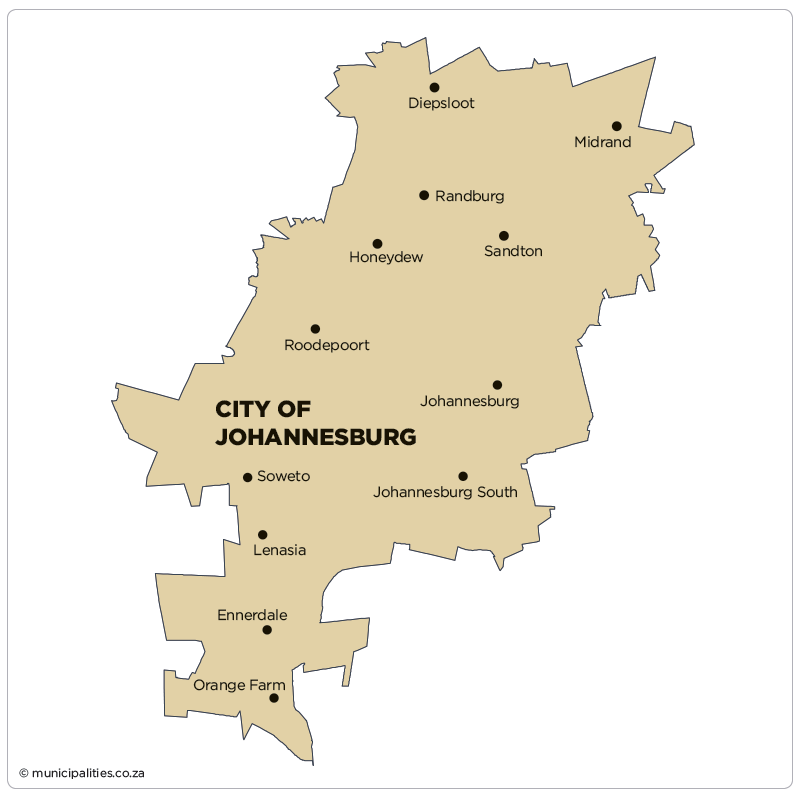 Diepsloot
Midrand
Randburg
Sandton
Honeydew
Roodepoort
Johannesburg
CITY OF
JOHANNESBURG
Soweto
Johannesburg South
Lenasia
Ennerdale
Orange Farm
© municipalities.co.za